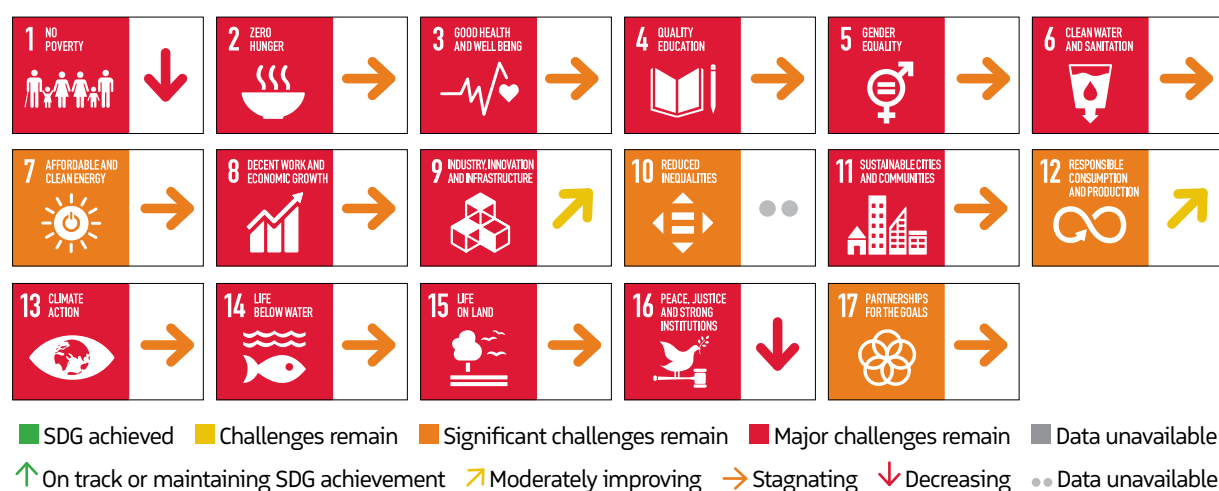 1 NO
POVERTY
2 ZERO
HUNGER
3 GOOD HEALTH
AND WELL BEING
4 QUALITY
EDUCATION
5 GENDER
EQUALITY
6 CLEAN WATER
AND SANITATION
7 AFFORDABLE AND
CLEAN ENERGY
8 DECENT WORK AND
ECONOMIC GROWTH
9 INDUSTRY, INNOVATION
AND INFRASTRUCTURE
10 REDUCED
INEQUALITIES
11 SUSTAINABLE CITIES
AND COMMUNITIES
12 RESPONSIBLE
CONSUMPTION
AND PRODUCTION
13 CLIMATE
ACTION
14 LIFE
BELOW WATER
15 LIFE
ON LAND
16 PEACE, JUSTICE
AND STRONG
INSTITUTIONS
17 PARTNERSHIPS
FOR THE GOALS
SDG achieved Challenges remain Significant challenges remain Major challenges remain Data unavailable
On track or maintaining SDG achievement Moderately improving Stagnating Decreasing Data unavailable